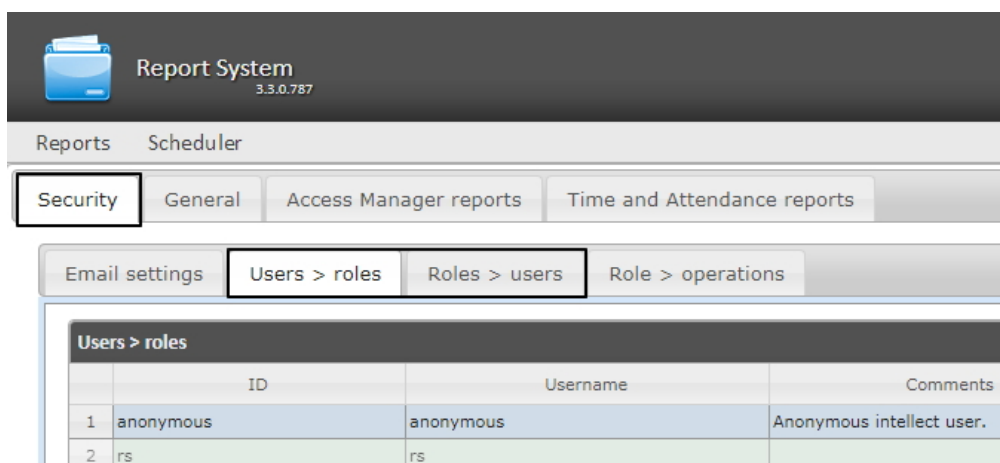 Report System
3.3.0.787
Reports Scheduler
Security General Access Manager reports Time and Attendance reports
Email settings Users > roles Roles > users Role > operations
Users > roles
ID Username Comments
1 anonymous anonymous Anonymous intellect user.
2 rs rs